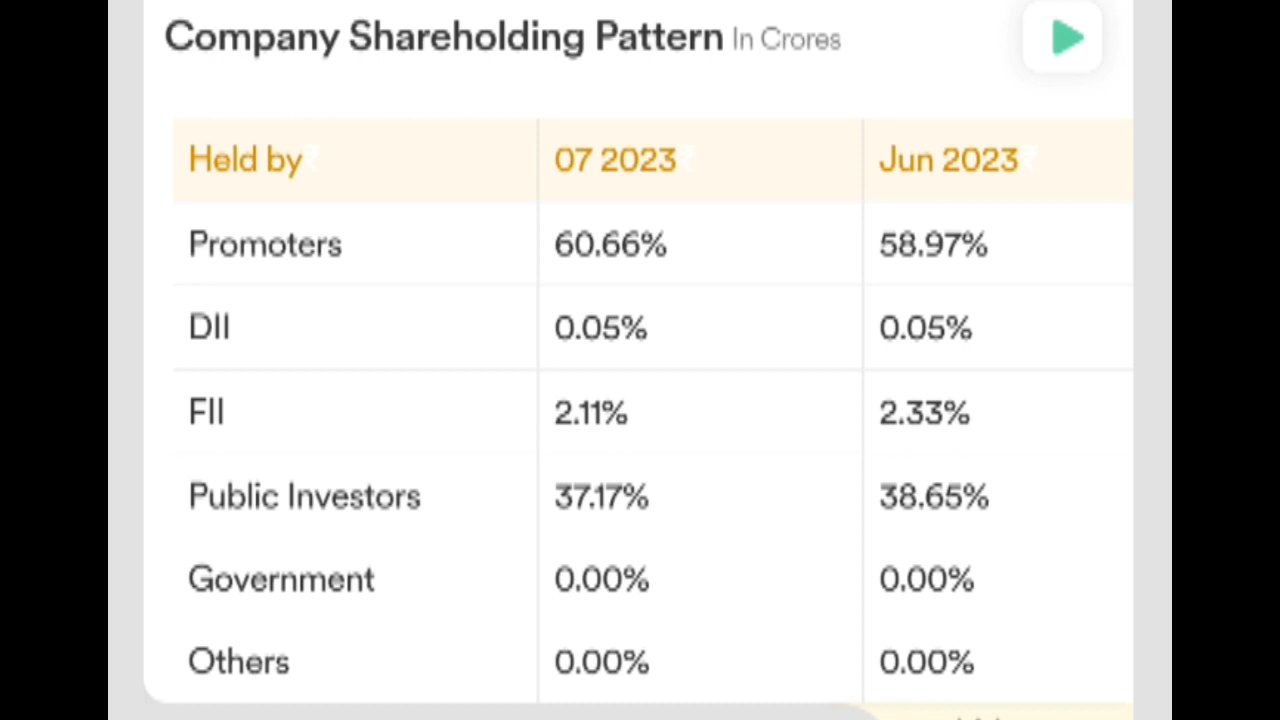 Company Shareholding Pattern In Crores
Held by 07 2023 Jun 2023
Promoters 60.66% 58.97%
DII 0.05% 0.05%
FII 2.11% 2.33%
Public Investors 37.17% 38.65%
Government 0.00% 0.00%
Others 0.00% 0.00%